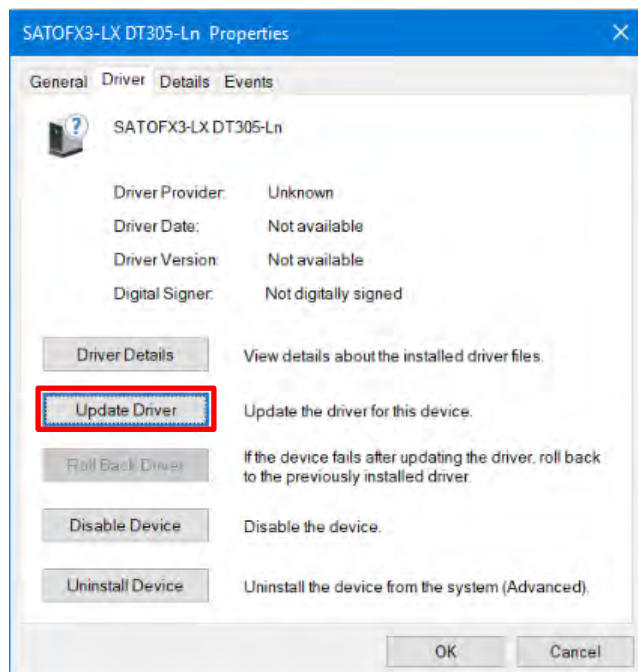 SATOFX3-LX DT305-Ln Properties
General Driver Details Events
SATOFX3-LX DT305-Ln
Driver Provider: Unknown
Driver Date: Not available
Driver Version: Not available
Digital Signer: Not digitally signed
Driver Details View details about the installed driver files.
Update Driver Update the driver for this device.
Roll Back Driver If the device fails after updating the driver, roll back
to the previously installed driver.
Disable Device Disable the device.
Uninstall Device Uninstall the device from the system (Advanced).
OK Cancel